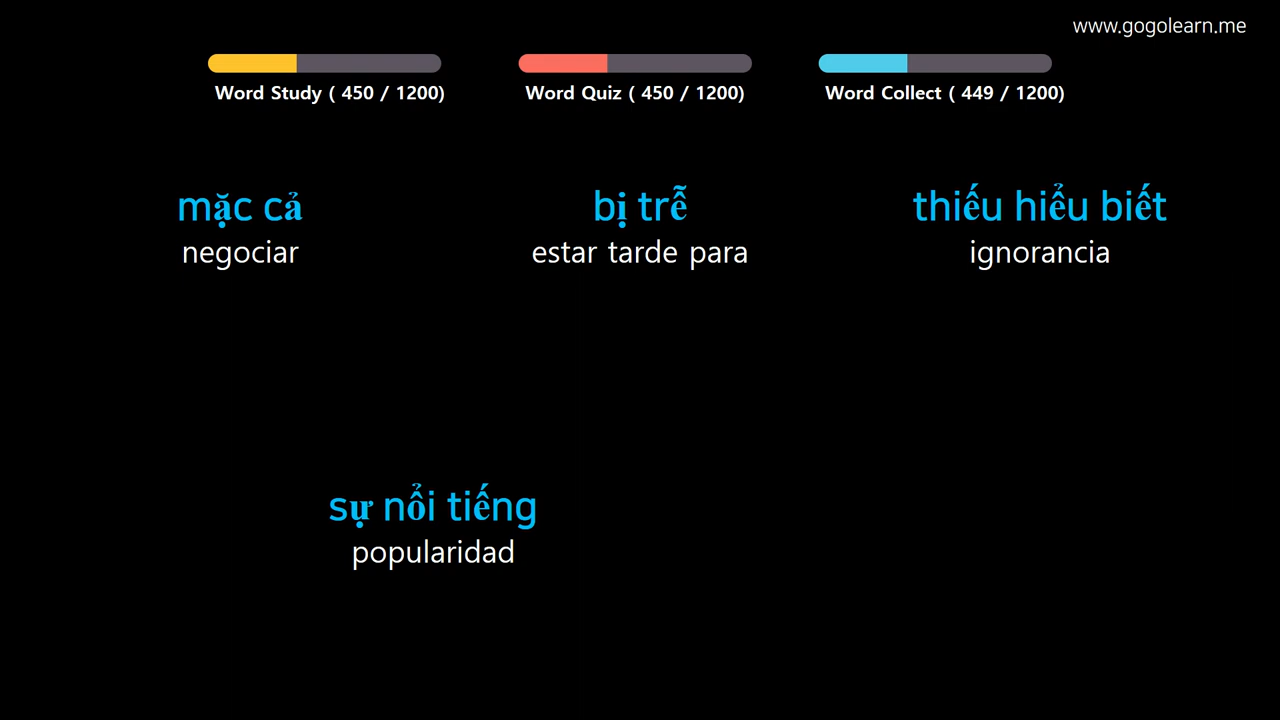 www.gogolearn.me
Word Study ( 450 / 1200)
Word Quiz ( 450 / 1200)
Word Collect ( 449 / 1200)
mặc cả
negociar
bị trễ
estar tarde para
thiếu hiểu biết
ignorancia
sự nổi tiếng
popularidad